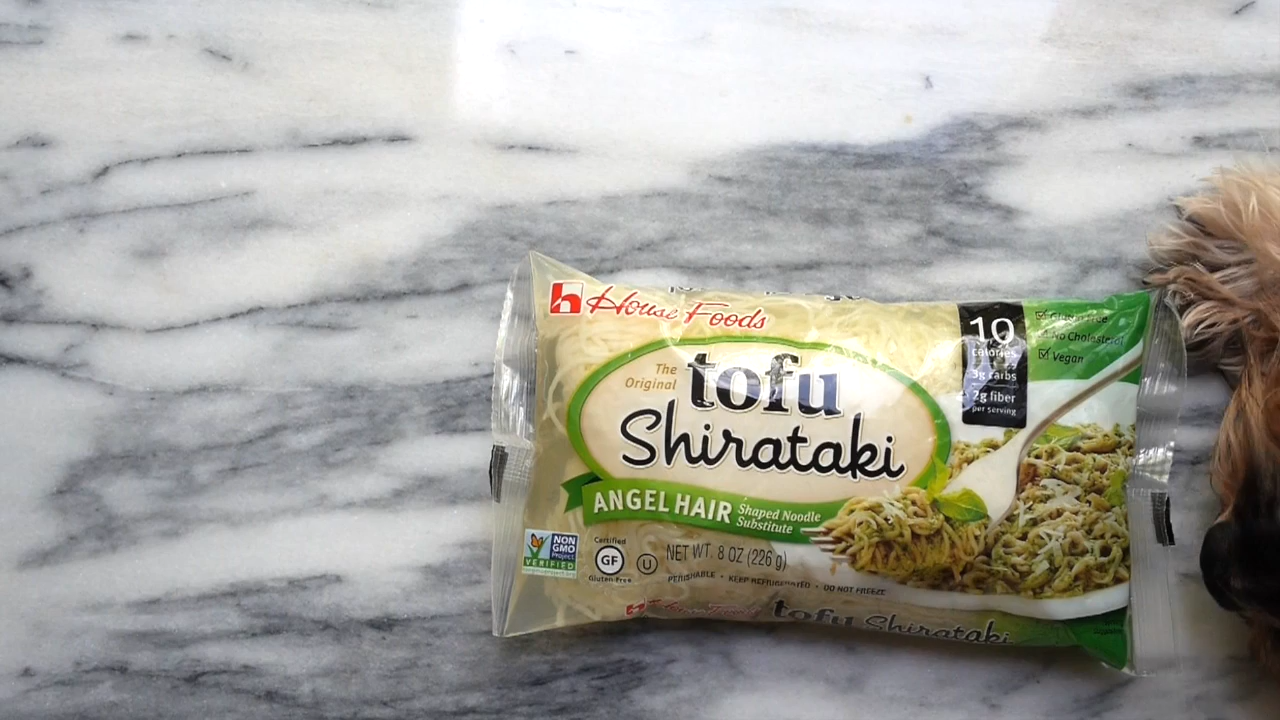 House Foods
The
Original
tofu
Shirataki
ANGEL HAIR
Shaped Noodle
Substitute
10
calories
3g carbs
2g fiber
per serving
Gluten Free
No Cholesterol
Vegan
NON
GMO
Project
VERIFIED
Certified
GF
Gluten Free
U
NET WT. 8 OZ (226g)
PERISHABLE • KEEP REFRIGERATED • DO NOT FREEZE
House Foods
tofu Shirataki